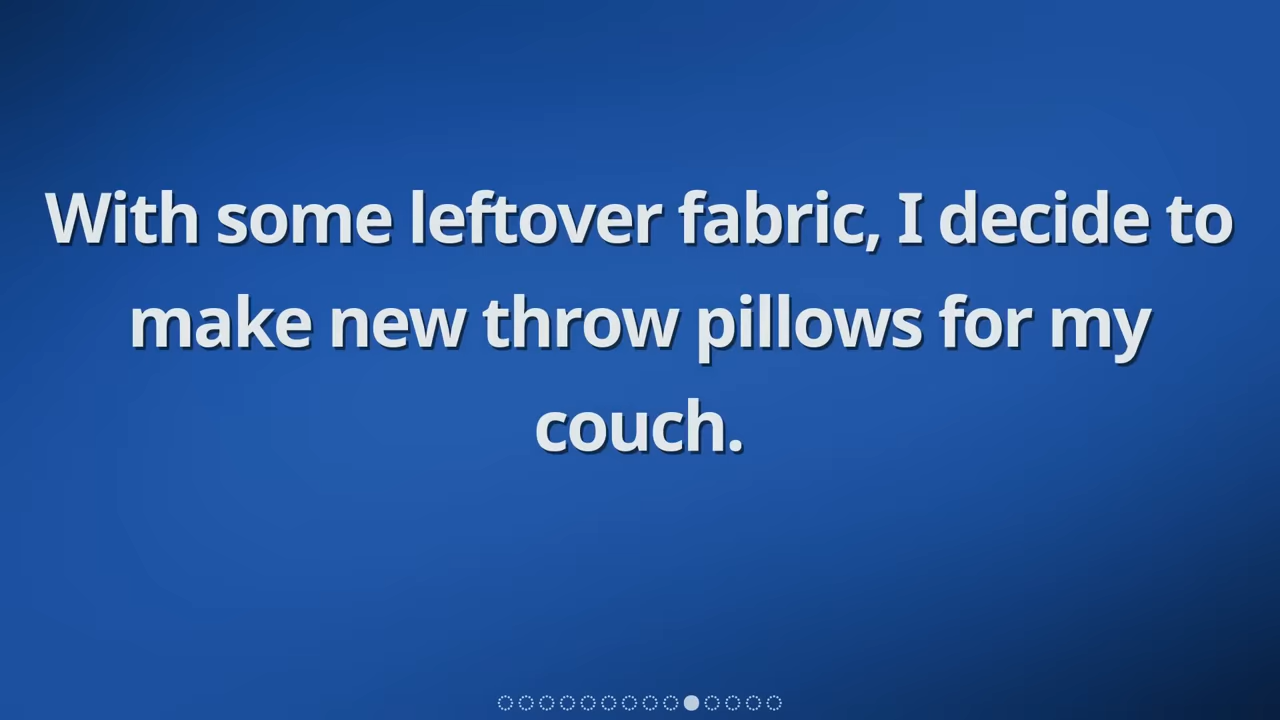 With some leftover fabric, I decide to
make new throw pillows for my
couch.